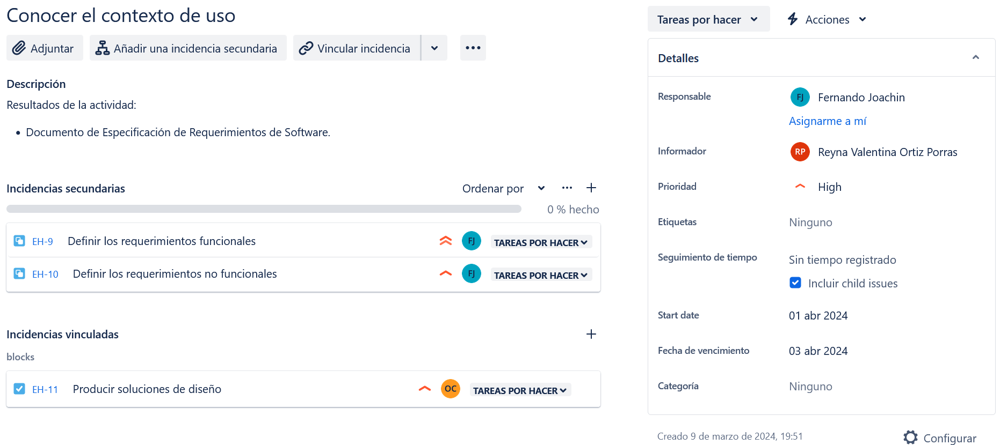 Conocer el contexto de uso
Adjuntar
Añadir una incidencia secundaria
Vincular incidencia
Descripción
Resultados de la actividad:
• Documento de Especificación de Requerimientos de Software.
Incidencias secundarias
Ordenar por
0 % hecho
EH-9 Definir los requerimientos funcionales FJ TAREAS POR HACER
EH-10 Definir los requerimientos no funcionales FJ TAREAS POR HACER
Incidencias vinculadas
blocks
EH-11 Producir soluciones de diseño OC TAREAS POR HACER
Tareas por hacer
Acciones
Detalles
Responsable FJ Fernando Joachin
Asignarme a mí
Informador RP Reyna Valentina Ortiz Porras
Prioridad High
Etiquetas Ninguno
Seguimiento de tiempo Sin tiempo registrado
Incluir child issues
Start date 01 abr 2024
Fecha de vencimiento 03 abr 2024
Categoría Ninguno
Creado 9 de marzo de 2024, 19:51
Configurar